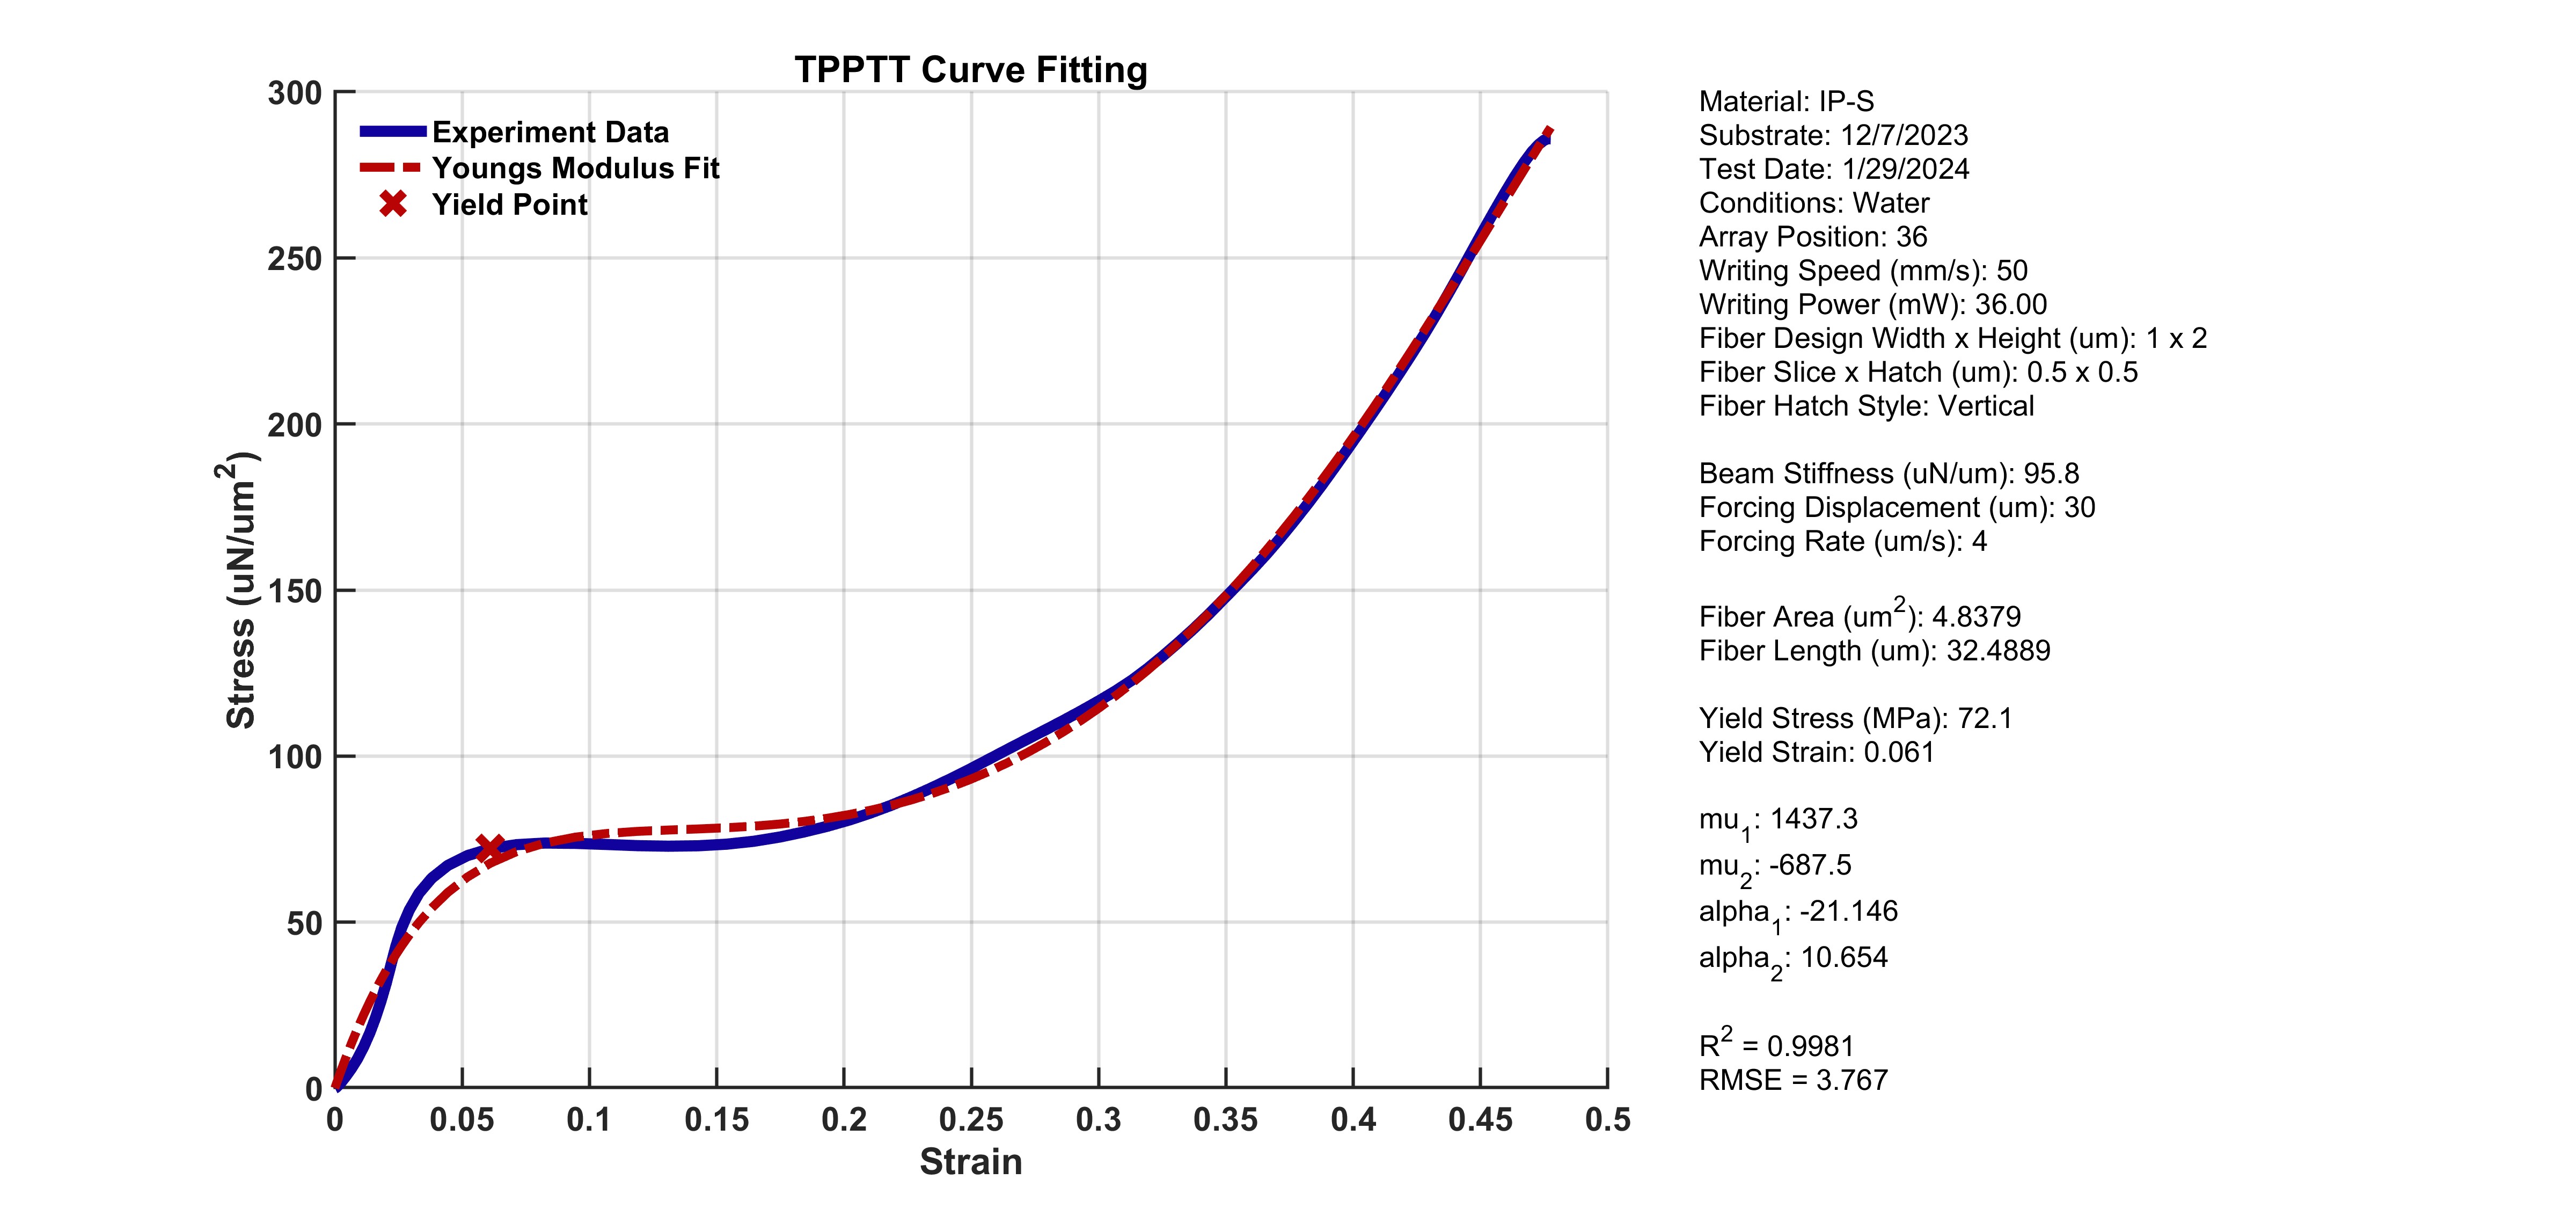 TPPTT Curve Fitting
300
250
200
150
100
50
0
Stress (uN/um²)
Experiment Data
Youngs Modulus Fit
Yield Point
0 0.05 0.1 0.15 0.2 0.25 0.3 0.35 0.4 0.45 0.5
Strain
Material: IP-S
Substrate: 12/7/2023
Test Date: 1/29/2024
Conditions: Water
Array Position: 36
Writing Speed (mm/s): 50
Writing Power (mW): 36.00
Fiber Design Width x Height (um): 1 x 2
Fiber Slice x Hatch (um): 0.5 x 0.5
Fiber Hatch Style: Vertical
Beam Stiffness (uN/um): 95.8
Forcing Displacement (um): 30
Forcing Rate (um/s): 4
Fiber Area (um²): 4.8379
Fiber Length (um): 32.4889
Yield Stress (MPa): 72.1
Yield Strain: 0.061
mu₁: 1437.3
mu₂: -687.5
alpha₁: -21.146
alpha₂: 10.654
R² = 0.9981
RMSE = 3.767